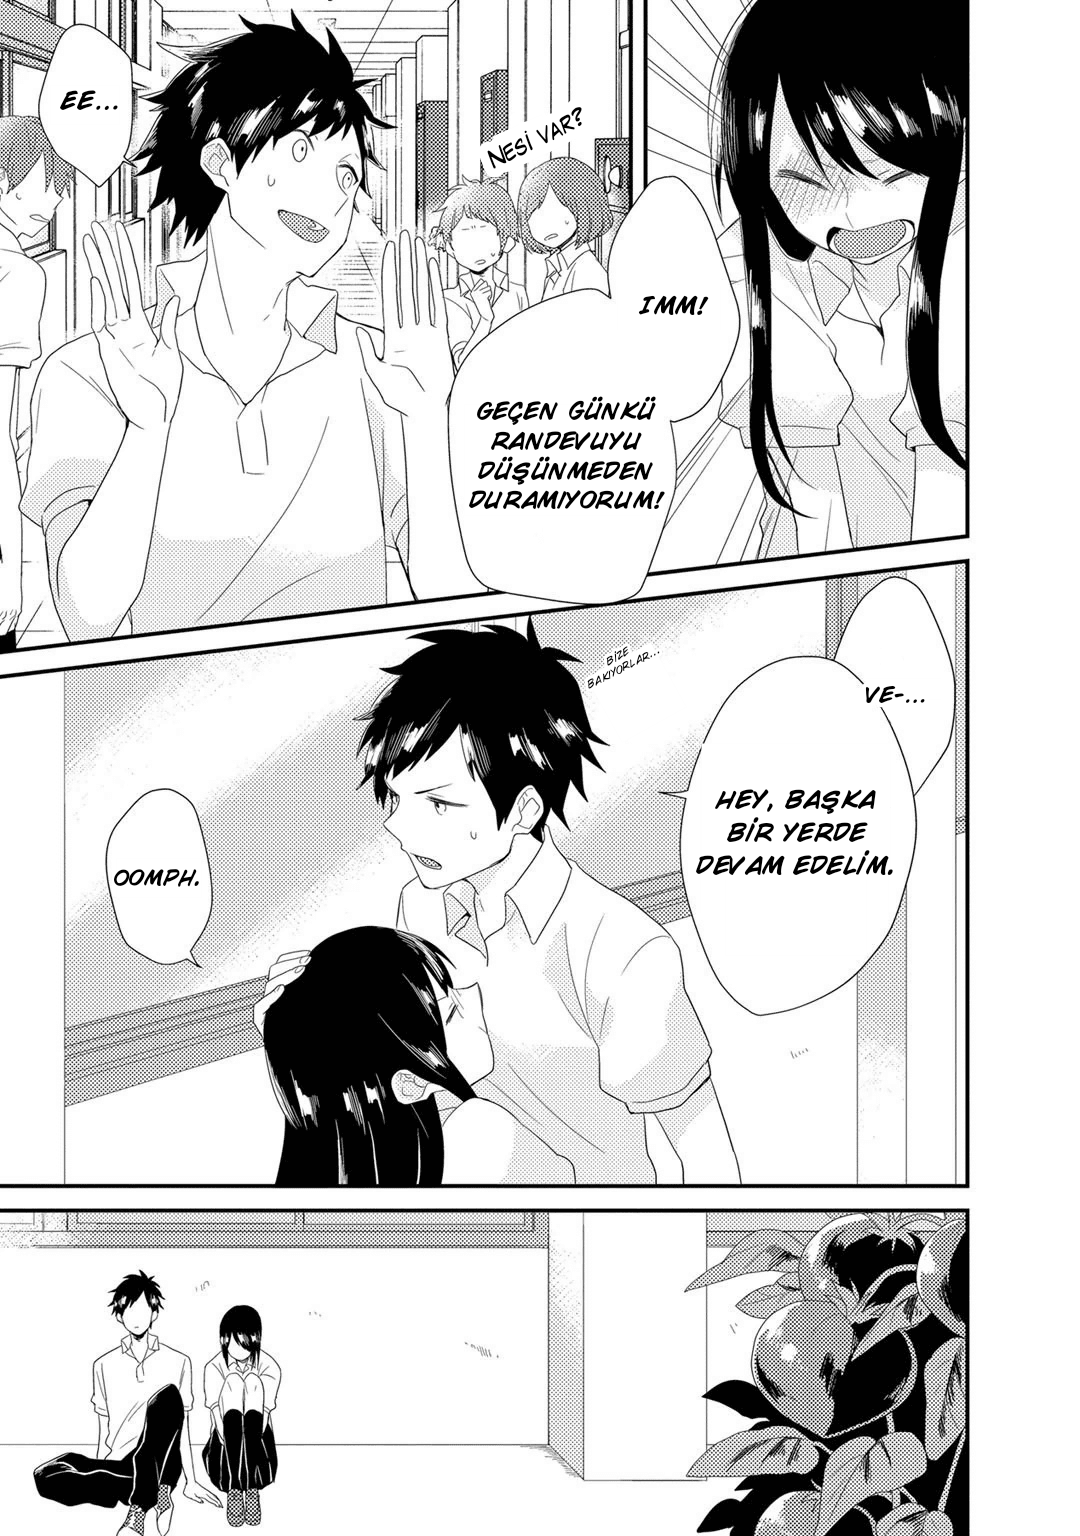 IMM!
GEÇEN GÜNKÜ
RANDEVUYU
DÜŞÜNMEDEN
DURAMIYORUM!
NESİ VAR?
EE...
VE-...
HEY, BAŞKA
BİR YERDE
DEVAM EDELİM.
BİZE
BAKIYORLAR...
OOMPH.